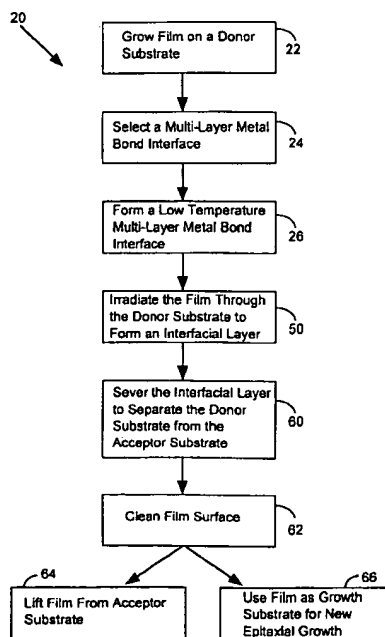 20
Grow Film on a Donor
Substrate
22
Select a Multi-Layer Metal
Bond Interface
24
Form a Low Temperature
Multi-Layer Metal Bond
Interface
26
Irradiate the Film Through
the Donor Substrate to
Form an Interfacial Layer
50
Sever the Interfacial Layer
to Separate the Donor
Substrate from the
Acceptor Substrate
60
Clean Film Surface
62
64
Lift Film From Acceptor
Substrate
66
Use Film as Growth
Substrate for New
Epitaxial Growth